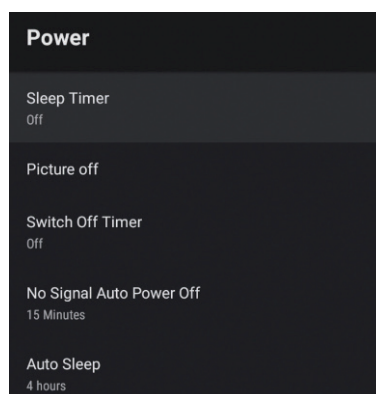 Power
Sleep Timer
Off
Picture off
Switch Off Timer
Off
No Signal Auto Power Off
15 Minutes
Auto Sleep
4 hours